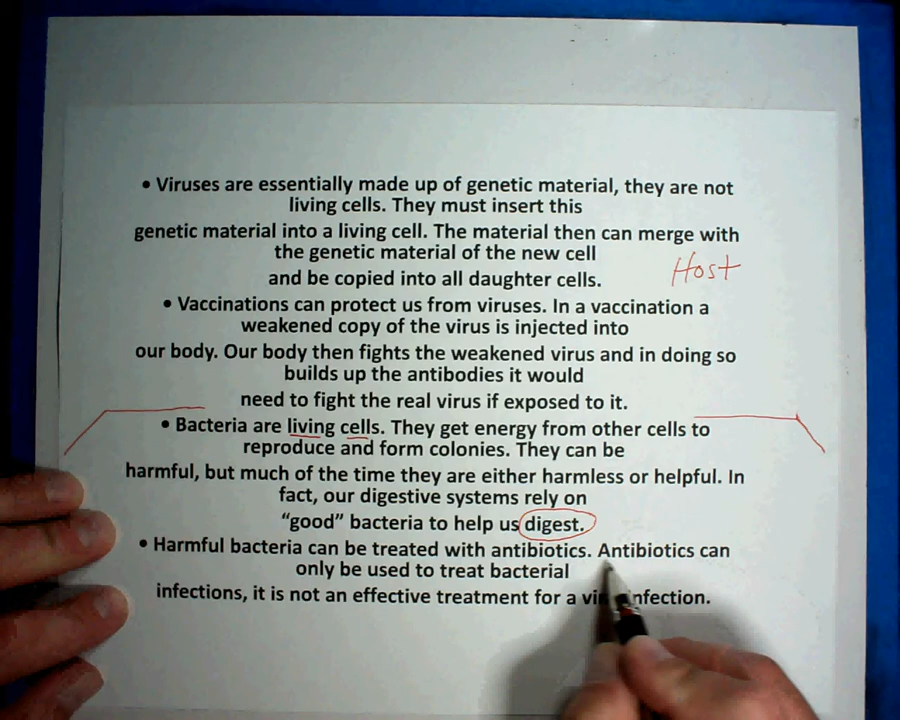 • Viruses are essentially made up of genetic material, they are not
living cells. They must insert this
genetic material into a living cell. The material then can merge with
the genetic material of the new cell
and be copied into all daughter cells.
Host
• Vaccinations can protect us from viruses. In a vaccination a
weakened copy of the virus is injected into
our body. Our body then fights the weakened virus and in doing so
builds up the antibodies it would
need to fight the real virus if exposed to it.
• Bacteria are living cells. They get energy from other cells to
reproduce and form colonies. They can be
harmful, but much of the time they are either harmless or helpful. In
fact, our digestive systems rely on
“good” bacteria to help us digest.
• Harmful bacteria can be treated with antibiotics. Antibiotics can
only be used to treat bacterial
infections, it is not an effective treatment for a infection.